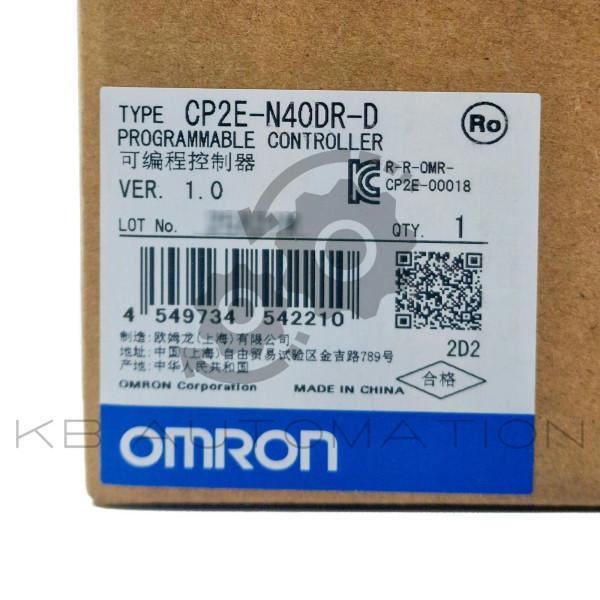 TYPE CP2E-N40DR-D
Ro
PROGRAMMABLE CONTROLLER
可编程控制器
R-R-OMR-
CP2E-00018
VER. 1.0
LOT No.
QTY. 1
4 549734 542210
制造: 欧姆龙(上海)有限公司
地址: 中国(上海)自由贸易试验区金吉路789号
产地: 中华人民共和国
2D2
合格
OMRON Corporation MADE IN CHINA
KB AUTOMATION
OMRON